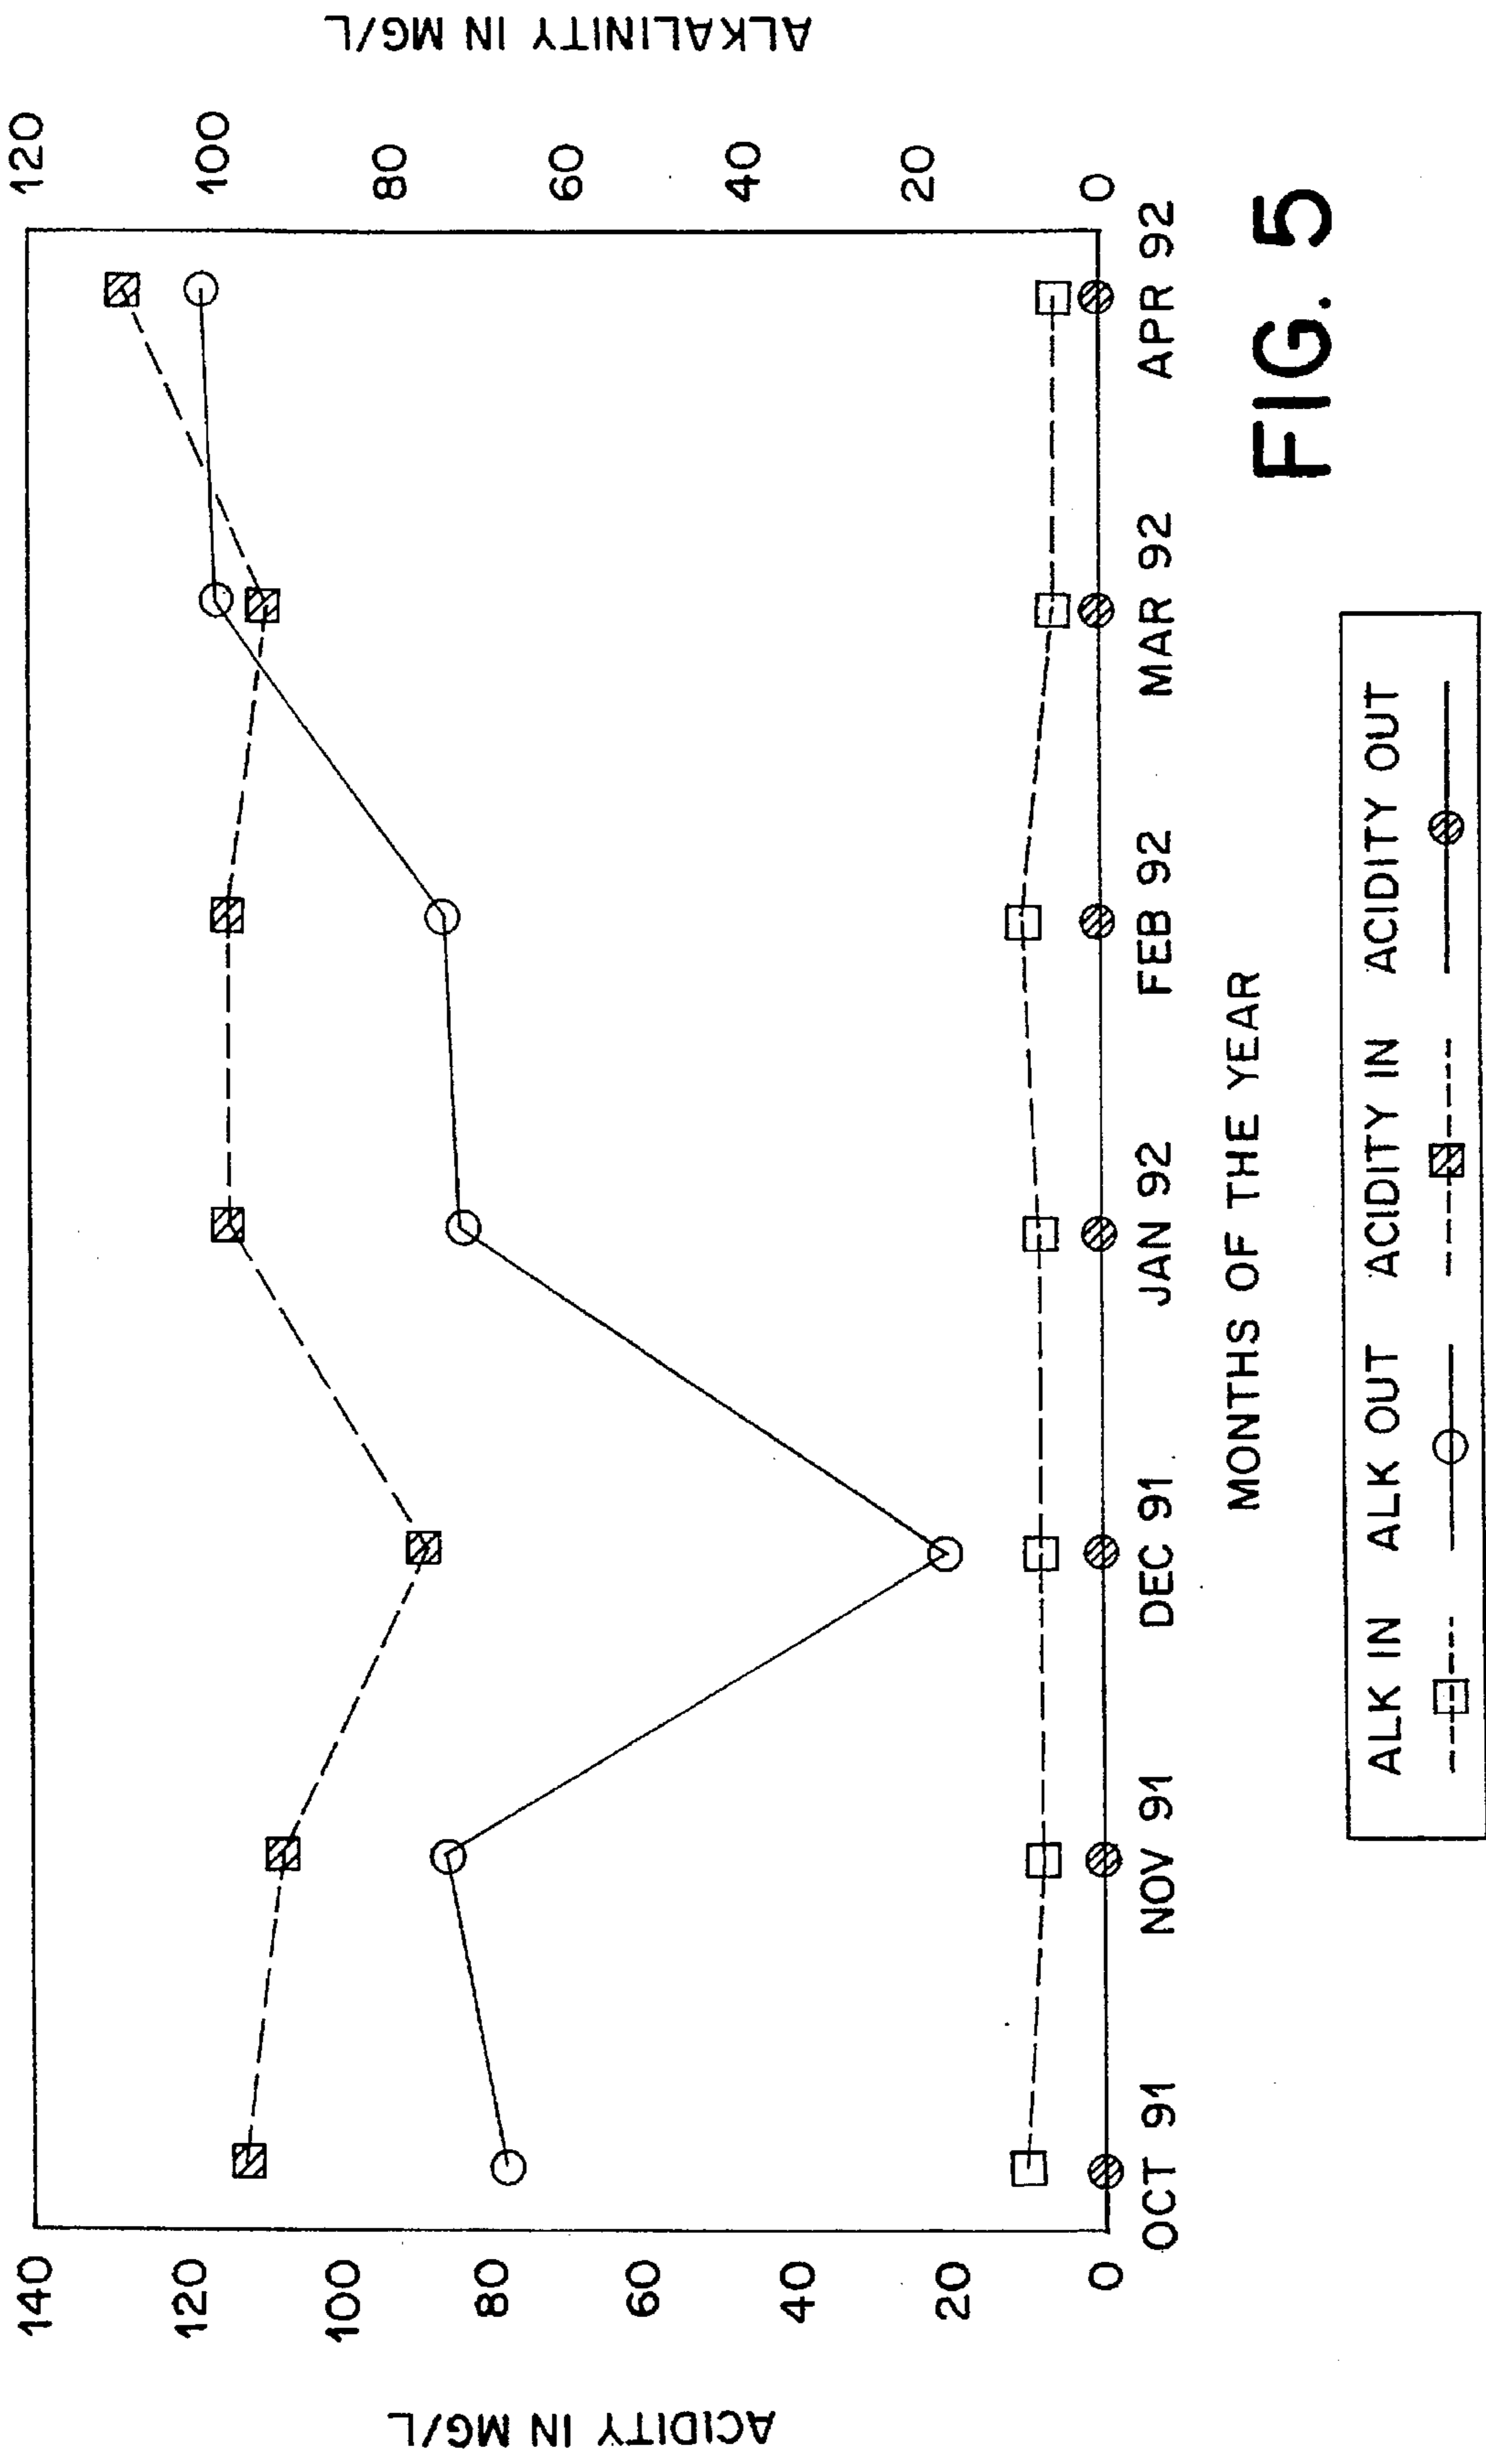 ACIDITY IN MG/L
140
120
100
80
60
40
20
0
ALKALINITY IN MG/L
120
100
80
60
40
20
0
OCT 91 NOV 91 DEC 91 JAN 92 FEB 92 MAR 92 APR 92
MONTHS OF THE YEAR
FIG. 5
ALK IN ALK OUT ACIDITY IN ACIDITY OUT